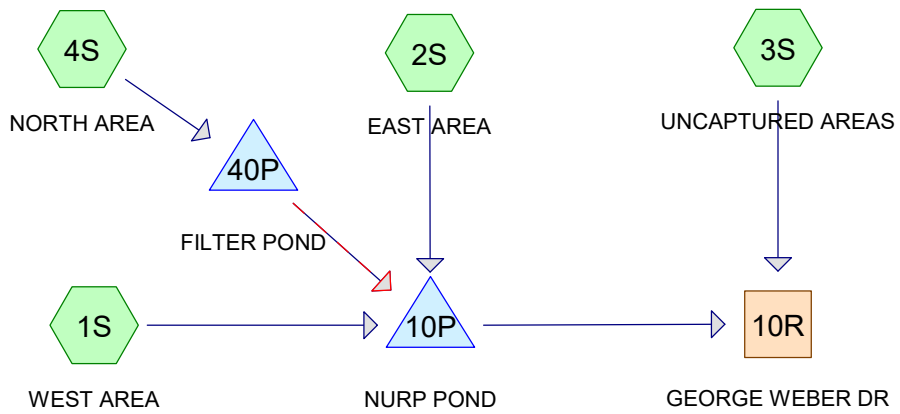 4S
2S
3S
NORTH AREA
EAST AREA
UNCAPTURED AREAS
40P
FILTER POND
1S
10P
10R
WEST AREA
NURP POND
GEORGE WEBER DR